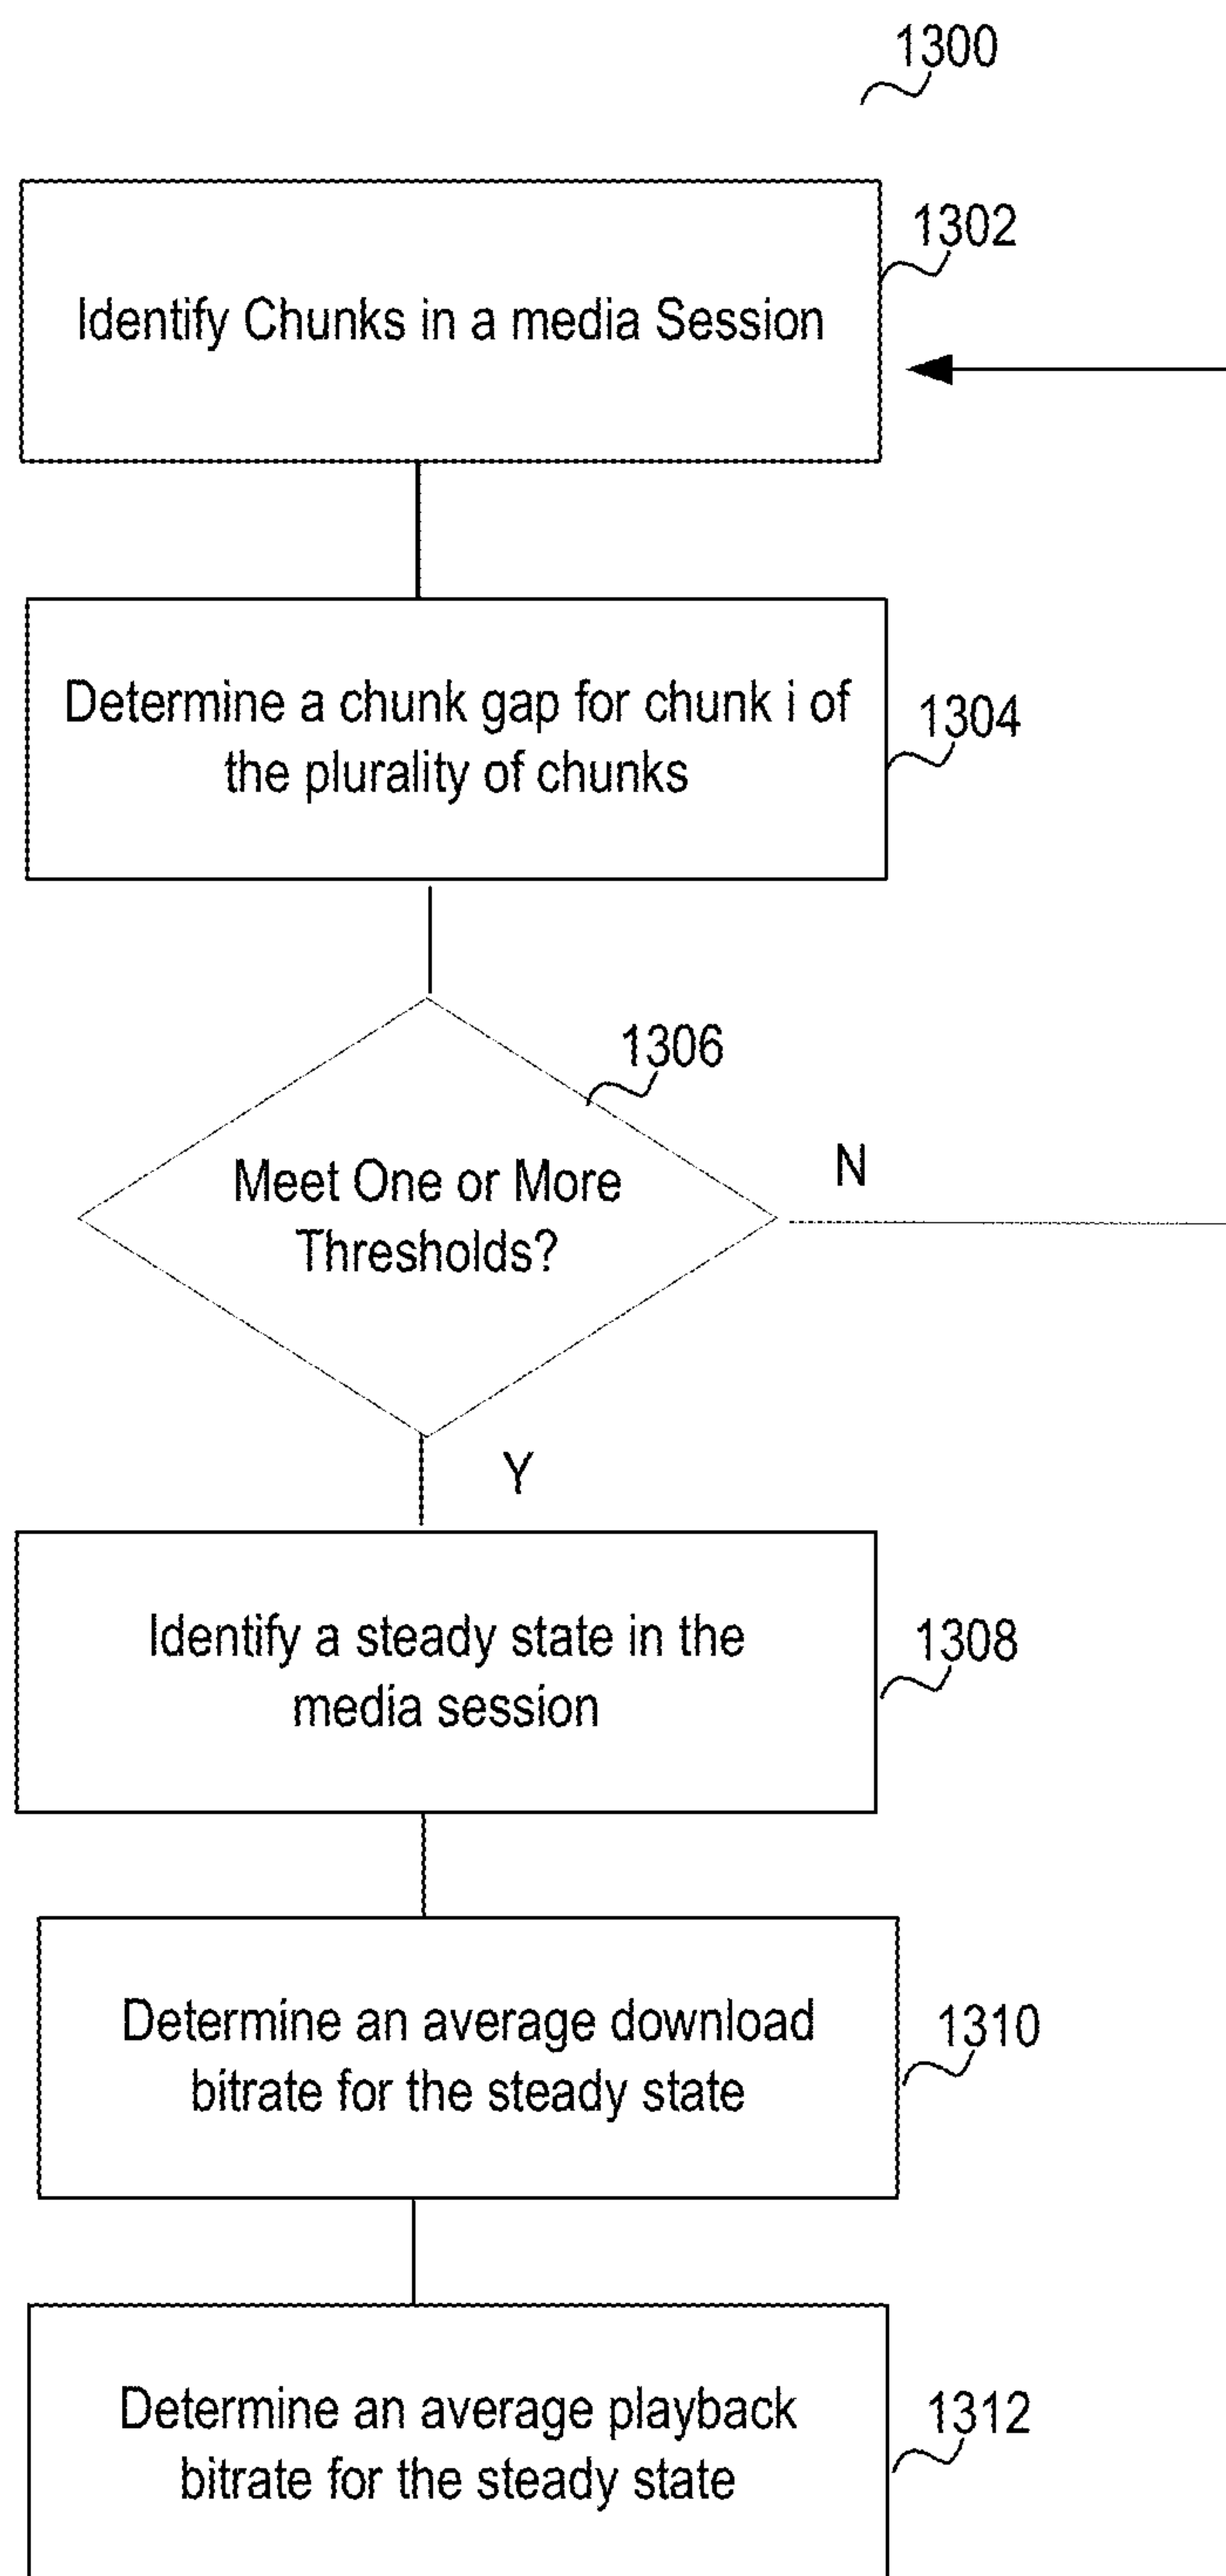 1300
1302
Identify Chunks in a media Session
Determine a chunk gap for chunk i of
the plurality of chunks
1304
1306
Meet One or More
Thresholds?
N
Y
Identify a steady state in the
media session
1308
Determine an average download
bitrate for the steady state
1310
Determine an average playback
bitrate for the steady state
1312